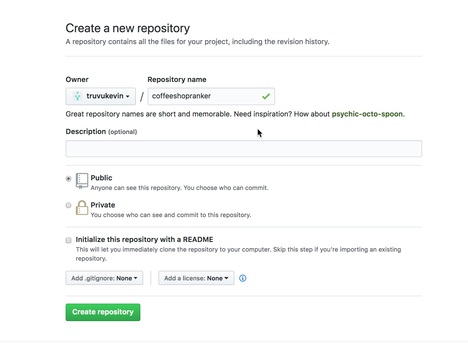 Create a new repository
A repository contains all the files for your project, including the revision history.
Owner
Repository name
truvukevin
/
coffeeshopranker
Great repository names are short and memorable. Need inspiration? How about psychic-octo-spoon.
Description (optional)
Public
Anyone can see this repository. You choose who can commit.
Private
You choose who can see and commit to this repository.
Initialize this repository with a README
This will let you immediately clone the repository to your computer. Skip this step if you're importing an existing
repository.
Add .gitignore: None
Add a license: None
Create repository